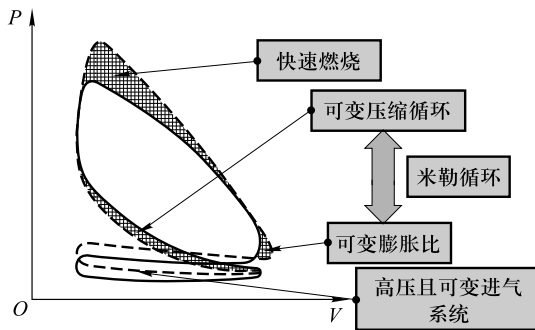 P
快速燃烧
可变压缩循环
米勒循环
可变膨胀比
高压且可变进气
系统
O
V